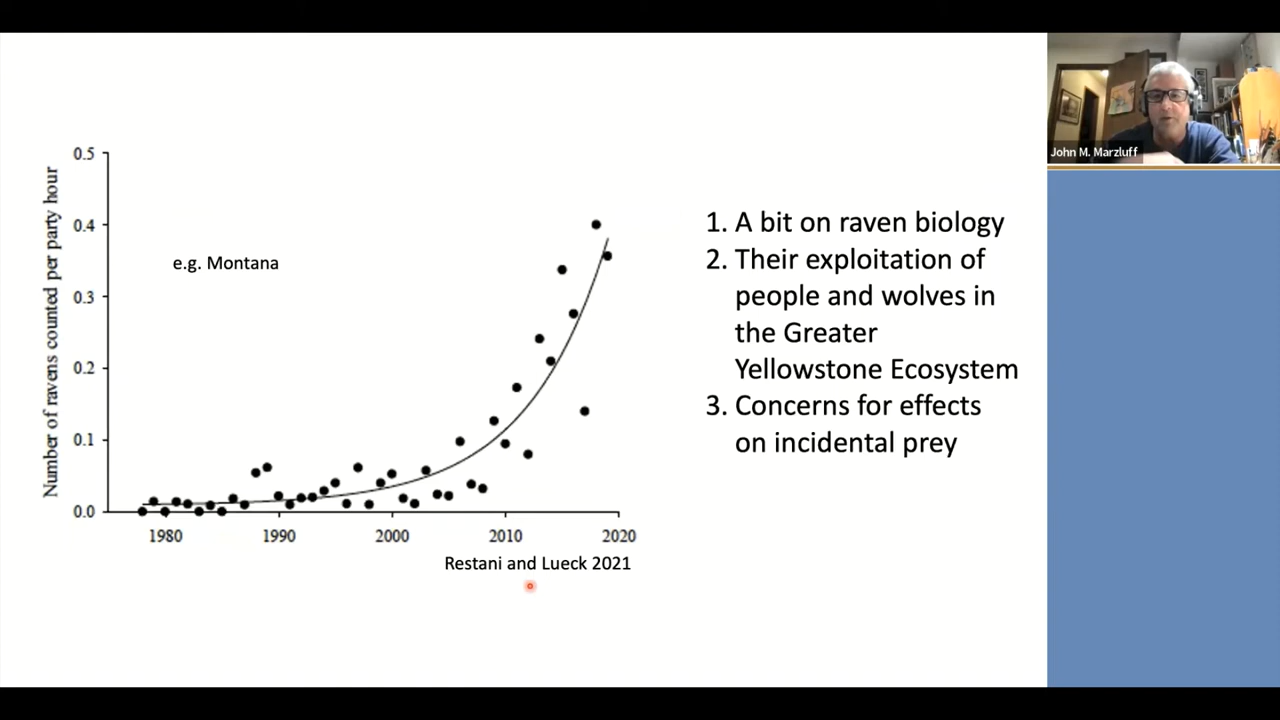 Number of ravens counted per party hour
0.5
0.4
0.3
0.2
0.1
0.0
e.g. Montana
1980 1990 2000 2010 2020
Restani and Lueck 2021
1. A bit on raven biology
2. Their exploitation of
people and wolves in
the Greater
Yellowstone Ecosystem
3. Concerns for effects
on incidental prey
John M. Marzluff